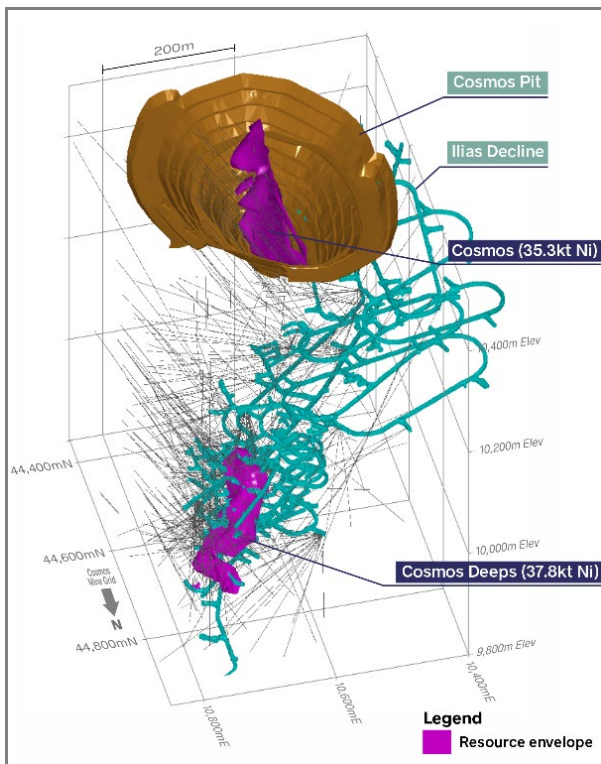 200m
Cosmos Pit
Ilias Decline
Cosmos (35.3kt Ni)
10,400m Elev
44,400mN
10,200m Elev
44,600mN
10,000m Elev
Cosmos
Mine Grid
N
Cosmos Deeps (37.8kt Ni)
44,800mN
9,800m Elev
10,400mE
10,600mE
10,800mE
Legend
Resource envelope